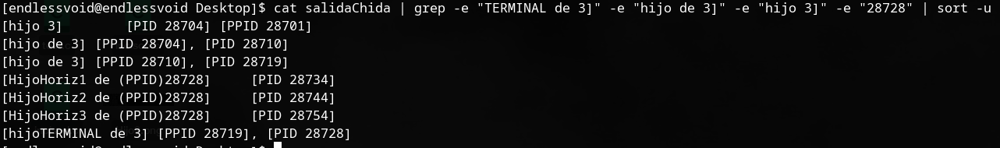 [endlessvoid@endlessvoid Desktop]$ cat salidaChida | grep -e "TERMINAL de 3]" -e "hijo de 3]" -e "hijo 3]" -e "28728" | sort -u
[hijo 3]        [PID 28704] [PPID 28701]
[hijo de 3] [PPID 28704], [PID 28710]
[hijo de 3] [PPID 28710], [PID 28719]
[HijoHoriz1 de (PPID)28728]     [PID 28734]
[HijoHoriz2 de (PPID)28728]     [PID 28744]
[HijoHoriz3 de (PPID)28728]     [PID 28754]
[hijoTERMINAL de 3] [PPID 28719], [PID 28728]